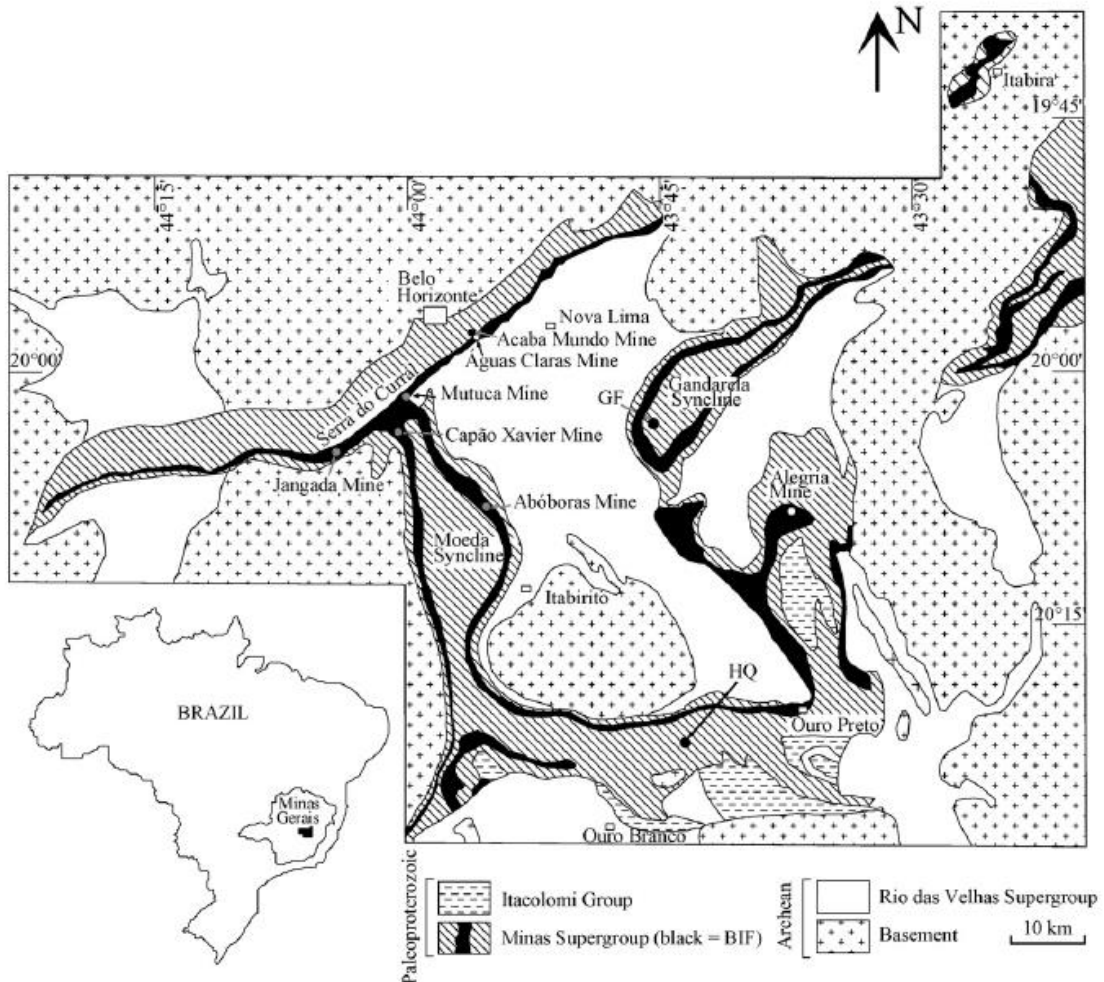 N
Itabira
19°45'
44°15'
44°00'
43°45'
43°30'
Belo
Horizonte
Nova Lima
Acaba Mundo Mine
Águas Claras Mine
20°00'
20°00'
Serra do Curral
Mutuca Mine
Gandarela
Syncline
GF
Capão Xavier Mine
Jangada Mine
Alegria
Mine
Abóboras Mine
Moeda
Syncline
Itabirito
20°15'
HQ
BRAZIL
Ouro Preto
Minas
Gerais
Ouro Branco
Paleoproterozoic
Itacolomi Group
Minas Supergroup (black = BIF)
Archean
Rio das Velhas Supergroup
Basement
10 km